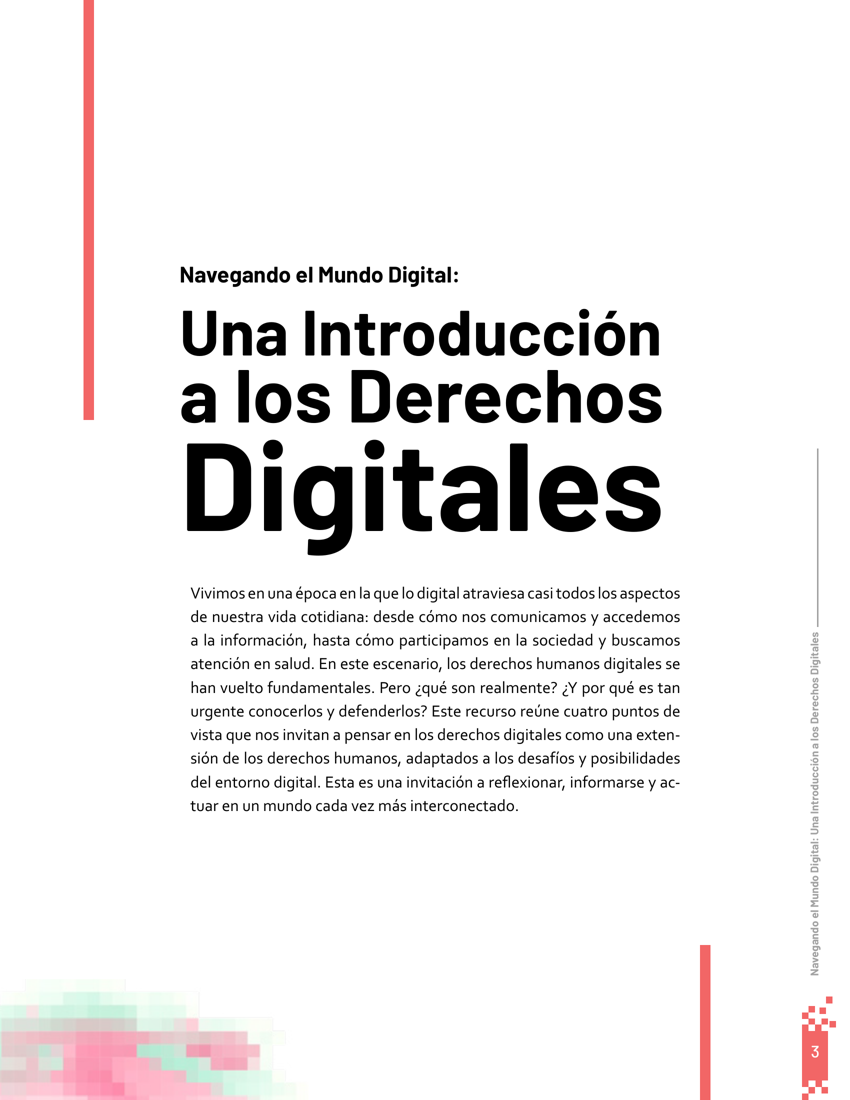 Navegando el Mundo Digital:
Una Introducción
a los Derechos
Digitales
Vivimos en una época en la que lo digital atraviesa casi todos los aspectos
de nuestra vida cotidiana: desde cómo nos comunicamos y accedemos
a la información, hasta cómo participamos en la sociedad y buscamos
atención en salud. En este escenario, los derechos humanos digitales se
han vuelto fundamentales. Pero ¿qué son realmente? ¿Y por qué es tan
urgente conocerlos y defenderlos? Este recurso reúne cuatro puntos de
vista que nos invitan a pensar en los derechos digitales como una exten-
sión de los derechos humanos, adaptados a los desafíos y posibilidades
del entorno digital. Esta es una invitación a reflexionar, informarse y ac-
tuar en un mundo cada vez más interconectado.
Navegando el Mundo Digital: Una Introducción a los Derechos Digitales
3